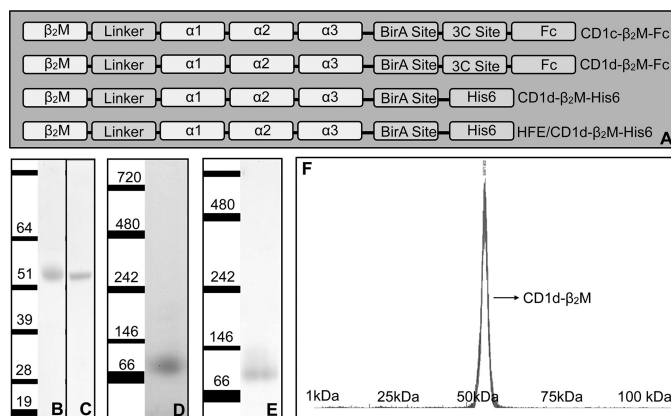 β₂M Linker α1 α2 α3 BirA Site 3C Site Fc CD1c-β₂M-Fc
β₂M Linker α1 α2 α3 BirA Site 3C Site Fc CD1d-β₂M-Fc
β₂M Linker α1 α2 α3 BirA Site His6 CD1d-β₂M-His6
β₂M Linker α1 α2 α3 BirA Site His6 HFE/CD1d-β₂M-His6
A
64
51
39
28
19
B C
720
480
242
146
66
D
480
242
146
66
E
F
CD1d-β₂M
1kDa 25kDa 50kDa 75kDa 100 kDa